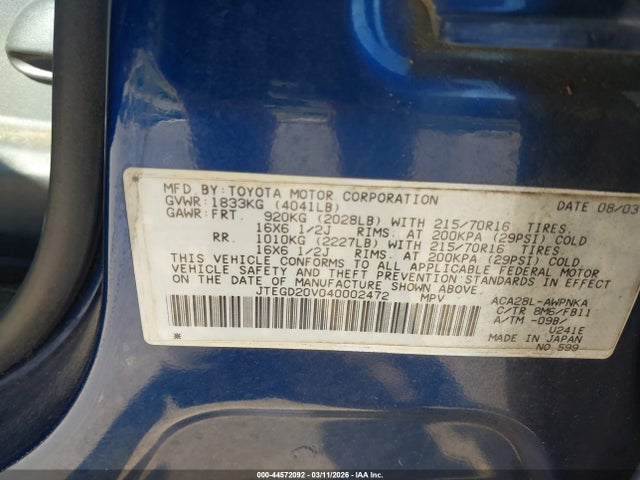 MFD. BY: TOYOTA MOTOR CORPORATION DATE 08/03
GVWR: 1833KG (4041LB)
GAWR: FRT. 920KG (2028LB) WITH 215/70R16 TIRES.
16X6 1/2J RIMS. AT 200KPA (29PSI) COLD
RR. 1010KG (2227LB) WITH 215/70R16 TIRES.
16X6 1/2J RIMS. AT 200KPA (29PSI) COLD
THIS VEHICLE CONFORMS TO ALL APPLICABLE FEDERAL MOTOR
VEHICLE SAFETY AND THEFT PREVENTION STANDARDS IN EFFECT
ON THE DATE OF MANUFACTURE SHOWN ABOVE.
JTEGD20V040002472 MPV
ACA28L-AWPNKA
C/TR 8M6/FB11
A/TM -09B/
U241E
MADE IN JAPAN
NO.599
000-44572092 - 03/11/2026 - IAA INC.